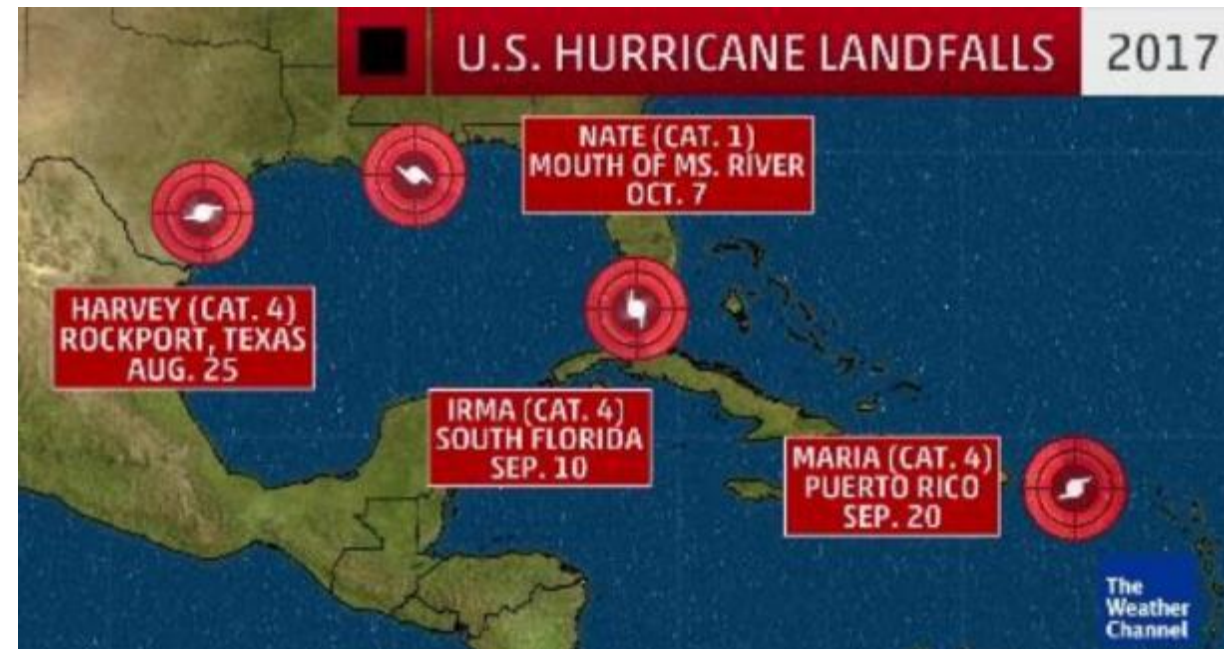 U.S. HURRICANE LANDFALLS
2017
NATE (CAT. 1)
MOUTH OF MS. RIVER
OCT. 7
HARVEY (CAT. 4)
ROCKPORT, TEXAS
AUG. 25
IRMA (CAT. 4)
SOUTH FLORIDA
SEP. 10
MARIA (CAT. 4)
PUERTO RICO
SEP. 20
The
Weather
Channel